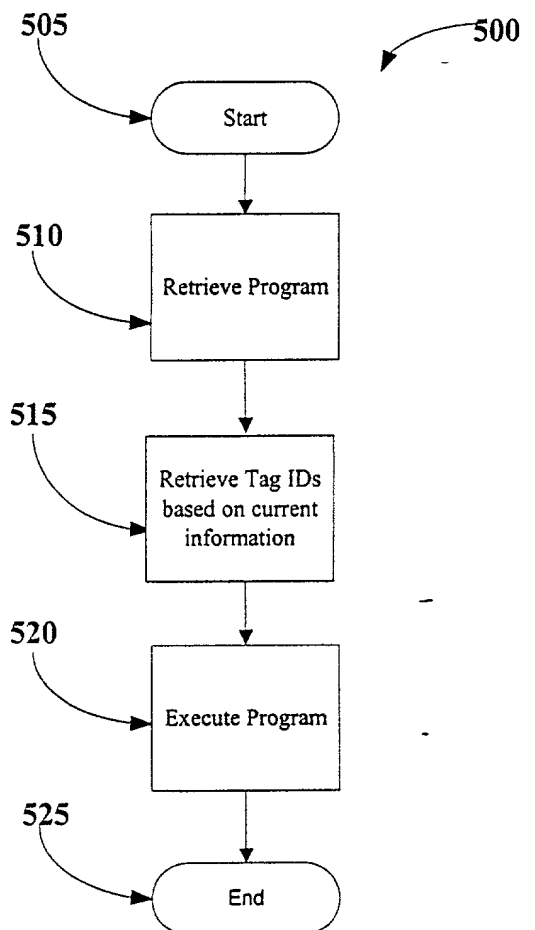 505
500
Start
510
Retrieve Program
515
Retrieve Tag IDs
based on current
information
520
Execute Program
525
End